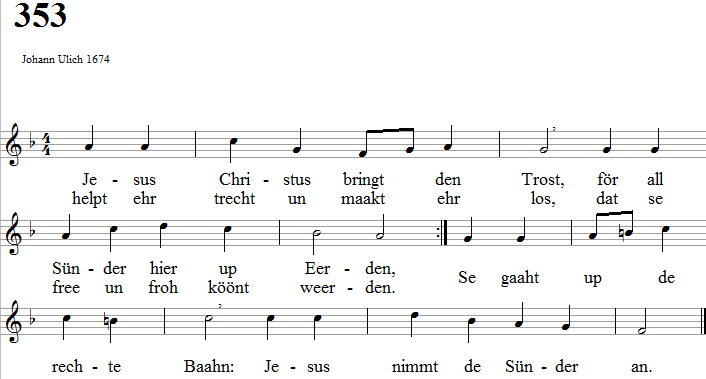 353
Johann Ulich 1674
Je - sus Chri - stus bringt den Trost, för all
helpt ehr trecht un maakt ehr los, dat se
Sün - der hier up Eer - den,
free un froh köönt weer - den.
Se gaaht up de
rech - te Baahn: Je - sus nimmt de Sün - der an.